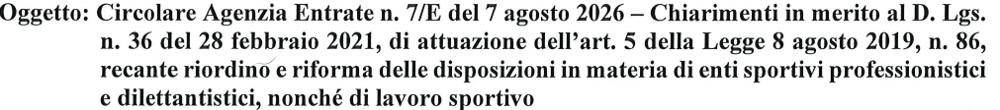 Oggetto: Circolare Agenzia Entrate n. 7/E del 7 agosto 2026 – Chiarimenti in merito al D. Lgs.
n. 36 del 28 febbraio 2021, di attuazione dell’art. 5 della Legge 8 agosto 2019, n. 86,
recante riordino e riforma delle disposizioni in materia di enti sportivi professionistici
e dilettantistici, nonché di lavoro sportivo